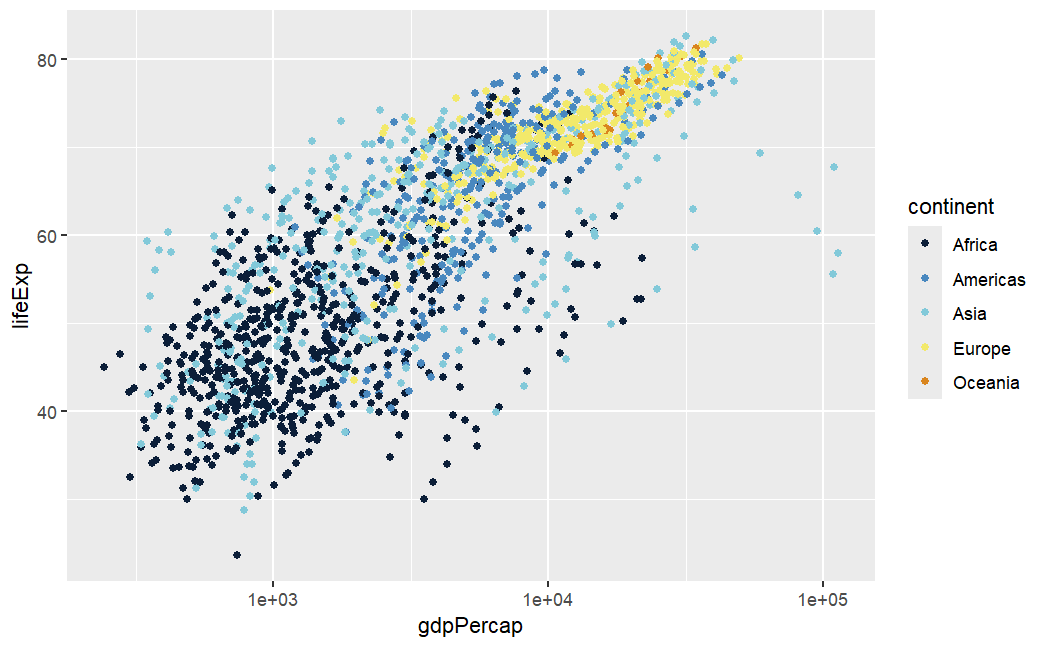 80
60
40
lifeExp
1e+03
1e+04
1e+05
gdpPercap
continent
Africa
Americas
Asia
Europe
Oceania